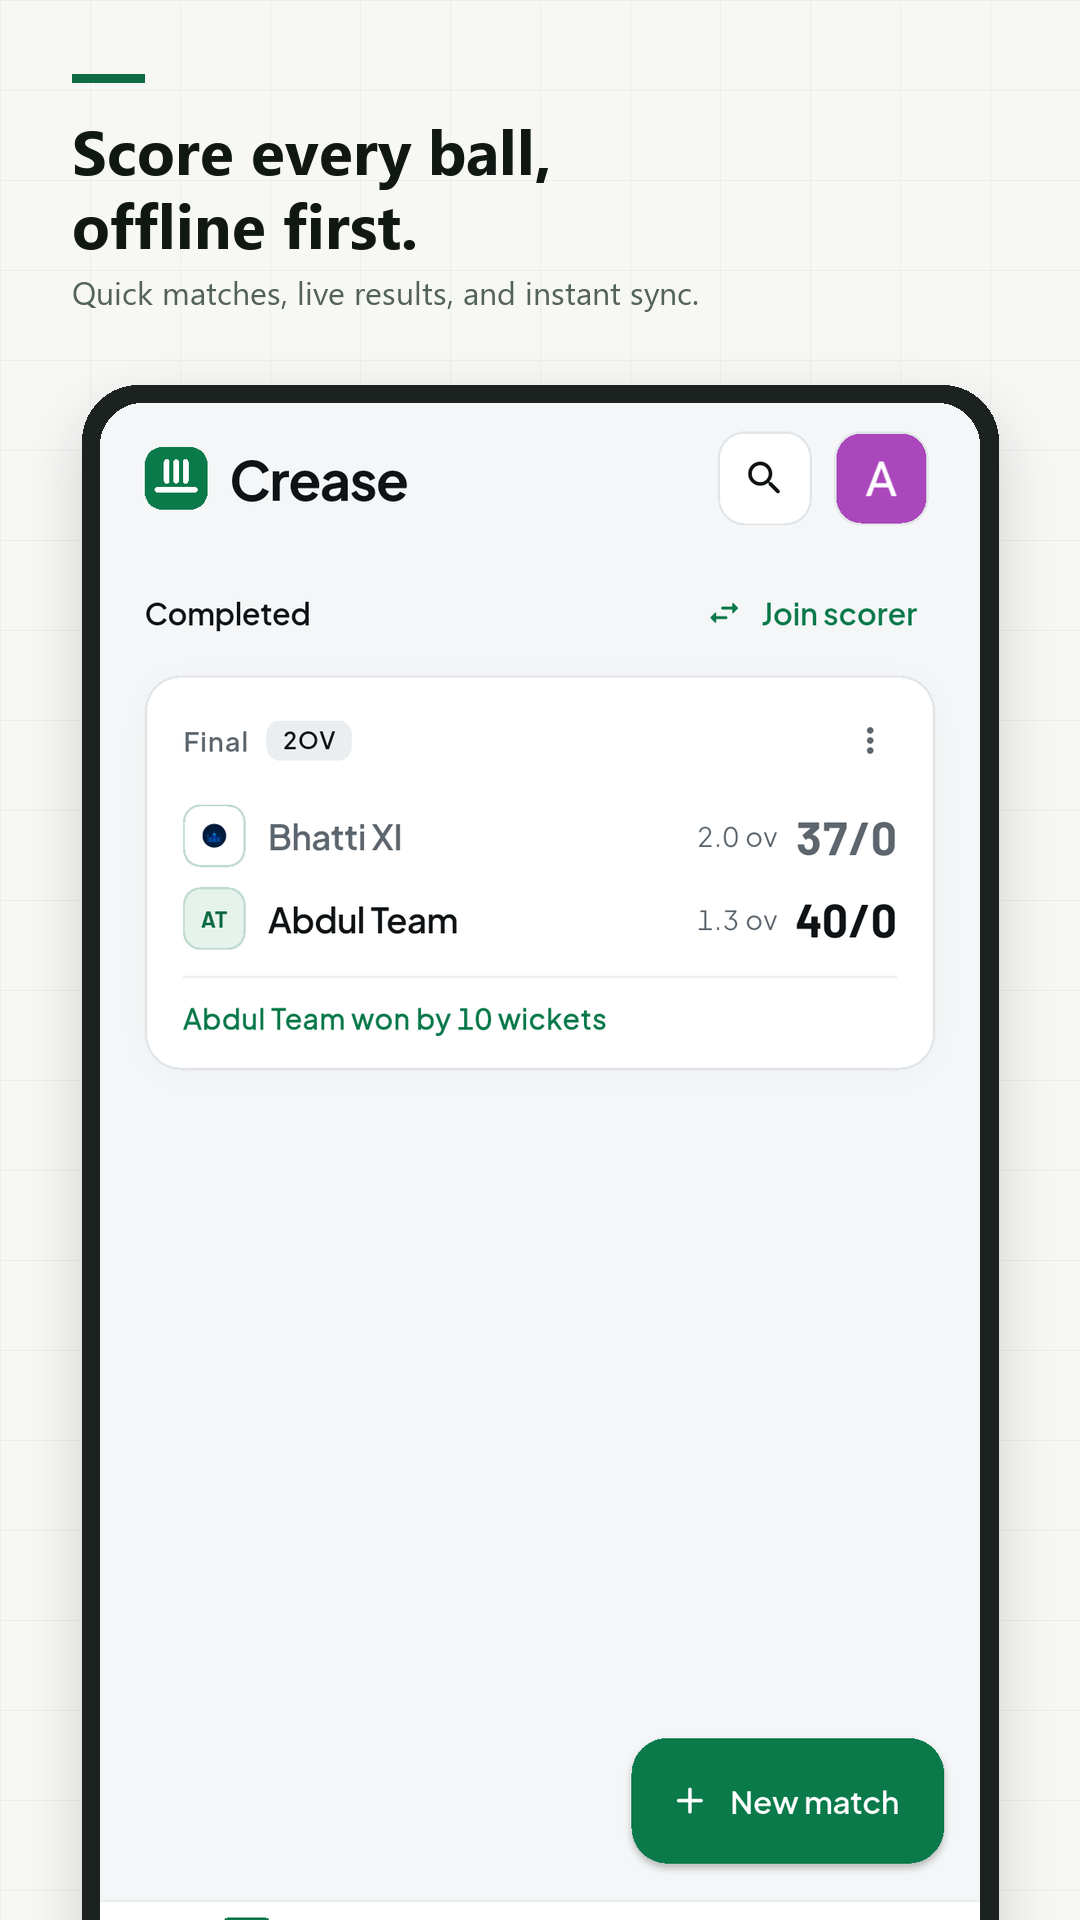 Score every ball,
offline first.
Quick matches, live results, and instant sync.
Crease
A
Completed
Join scorer
Final 2OV
Bhatti XI 2.0 ov 37/0
AT Abdul Team 1.3 ov 40/0
Abdul Team won by 10 wickets
+ New match